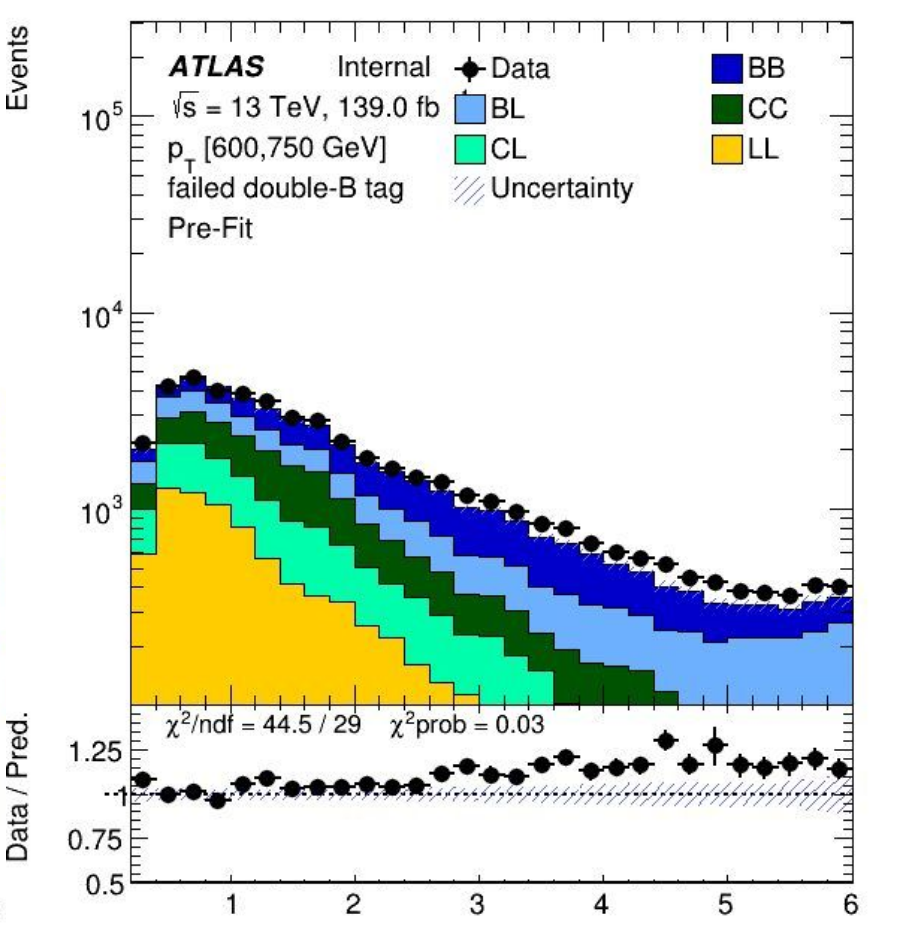 Events
ATLAS Internal
√s = 13 TeV, 139.0 fb
p_T [600,750 GeV]
failed double-B tag
Pre-Fit
Data
BB
BL
CC
CL
LL
Uncertainty
10^5
10^4
10^3
χ²/ndf = 44.5 / 29 χ²prob = 0.03
Data / Pred.
1.25
1
0.75
0.5
1 2 3 4 5 6